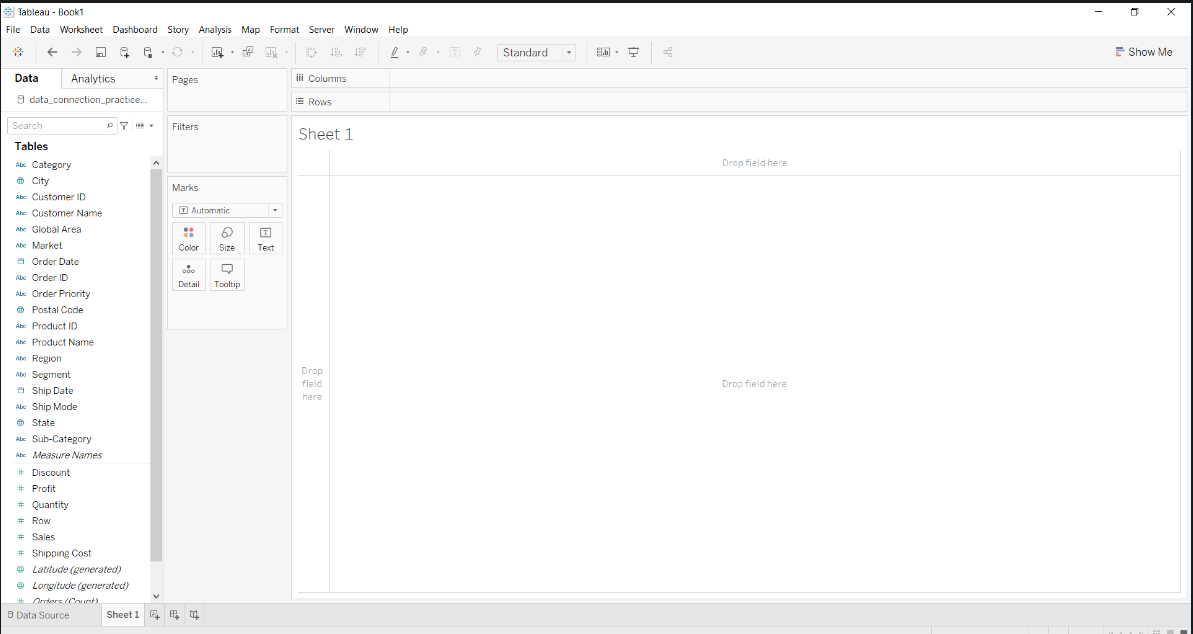 Tableau - Book1
File Data Worksheet Dashboard Story Analysis Map Format Server Window Help
Standard
Show Me
Data
Analytics
data_connection_practice...
Search
Tables
Abc Category
City
Abc Customer ID
Abc Customer Name
Abc Global Area
Abc Market
Order Date
Abc Order ID
Abc Order Priority
Postal Code
Abc Product ID
Abc Product Name
Abc Region
Abc Segment
Ship Date
Abc Ship Mode
State
Abc Sub-Category
Abc Measure Names
# Discount
# Profit
# Quantity
# Row
# Sales
# Shipping Cost
Latitude (generated)
Longitude (generated)
# Orders (Count)
Pages
Filters
Marks
T Automatic
Color
Size
T Text
Detail
Tooltip
Columns
Rows
Sheet 1
Drop field here
Drop
field
here
Drop field here
Data Source
Sheet 1